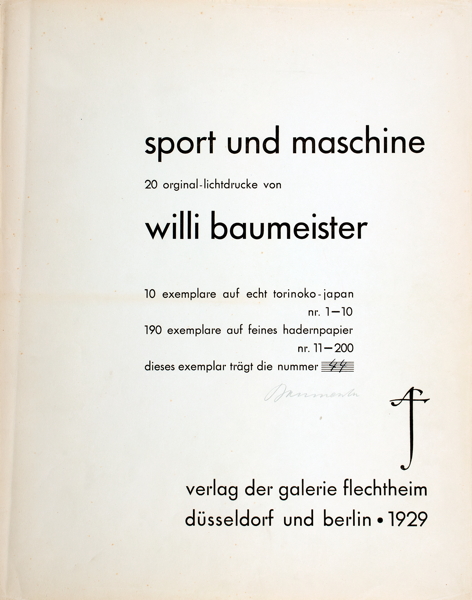 sport und maschine
20 orginal-lichtdrucke von
willi baumeister
10 exemplare auf echt torinoko-japan
nr. 1—10
190 exemplare auf feines hadernpapier
nr. 11—200
dieses exemplar trägt die nummer 44
Baumeister
AF
verlag der galerie flechtheim
düsseldorf und berlin • 1929